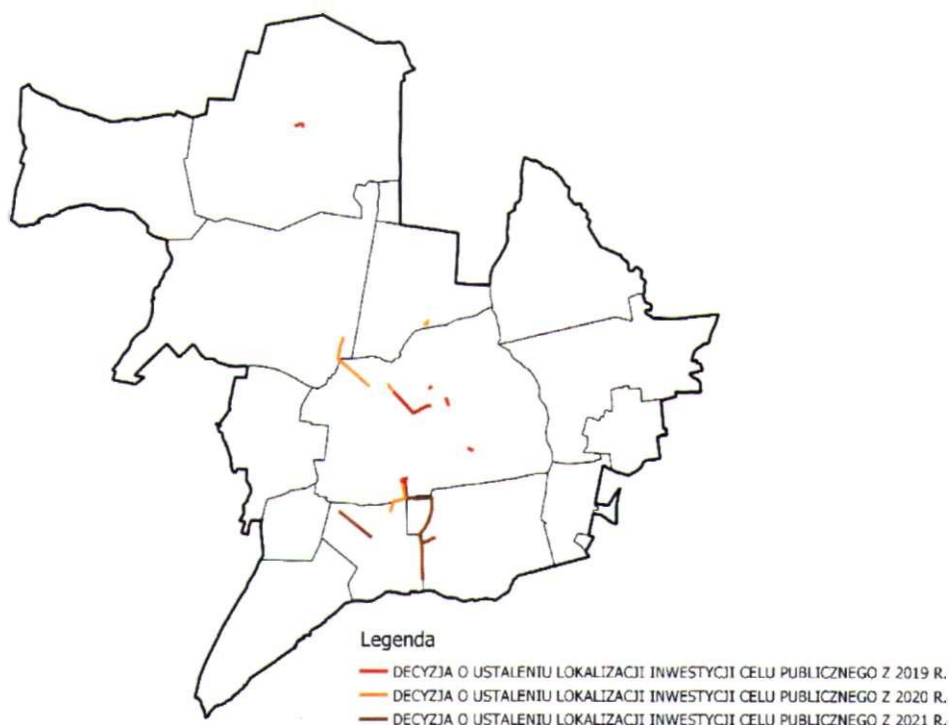 Legenda
DECYZJA O USTALENIU LOKALIZACJI INWESTYCJI CELU PUBLICZNEGO Z 2019 R.
DECYZJA O USTALENIU LOKALIZACJI INWESTYCJI CELU PUBLICZNEGO Z 2020 R.
DECYZJA O USTALENIU LOKALIZACJI INWESTYCJI CELU PUBLICZNEGO Z 2021 R.